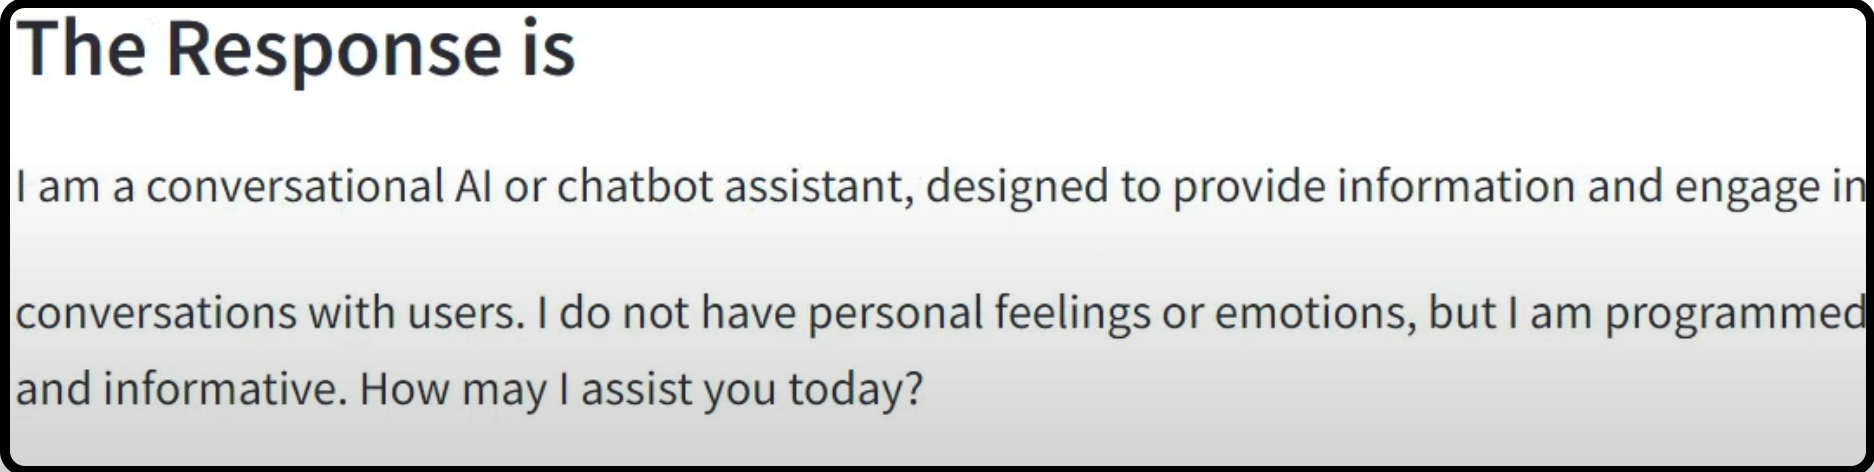 The Response is
I am a conversational AI or chatbot assistant, designed to provide information and engage in
conversations with users. I do not have personal feelings or emotions, but I am programmed
and informative. How may I assist you today?